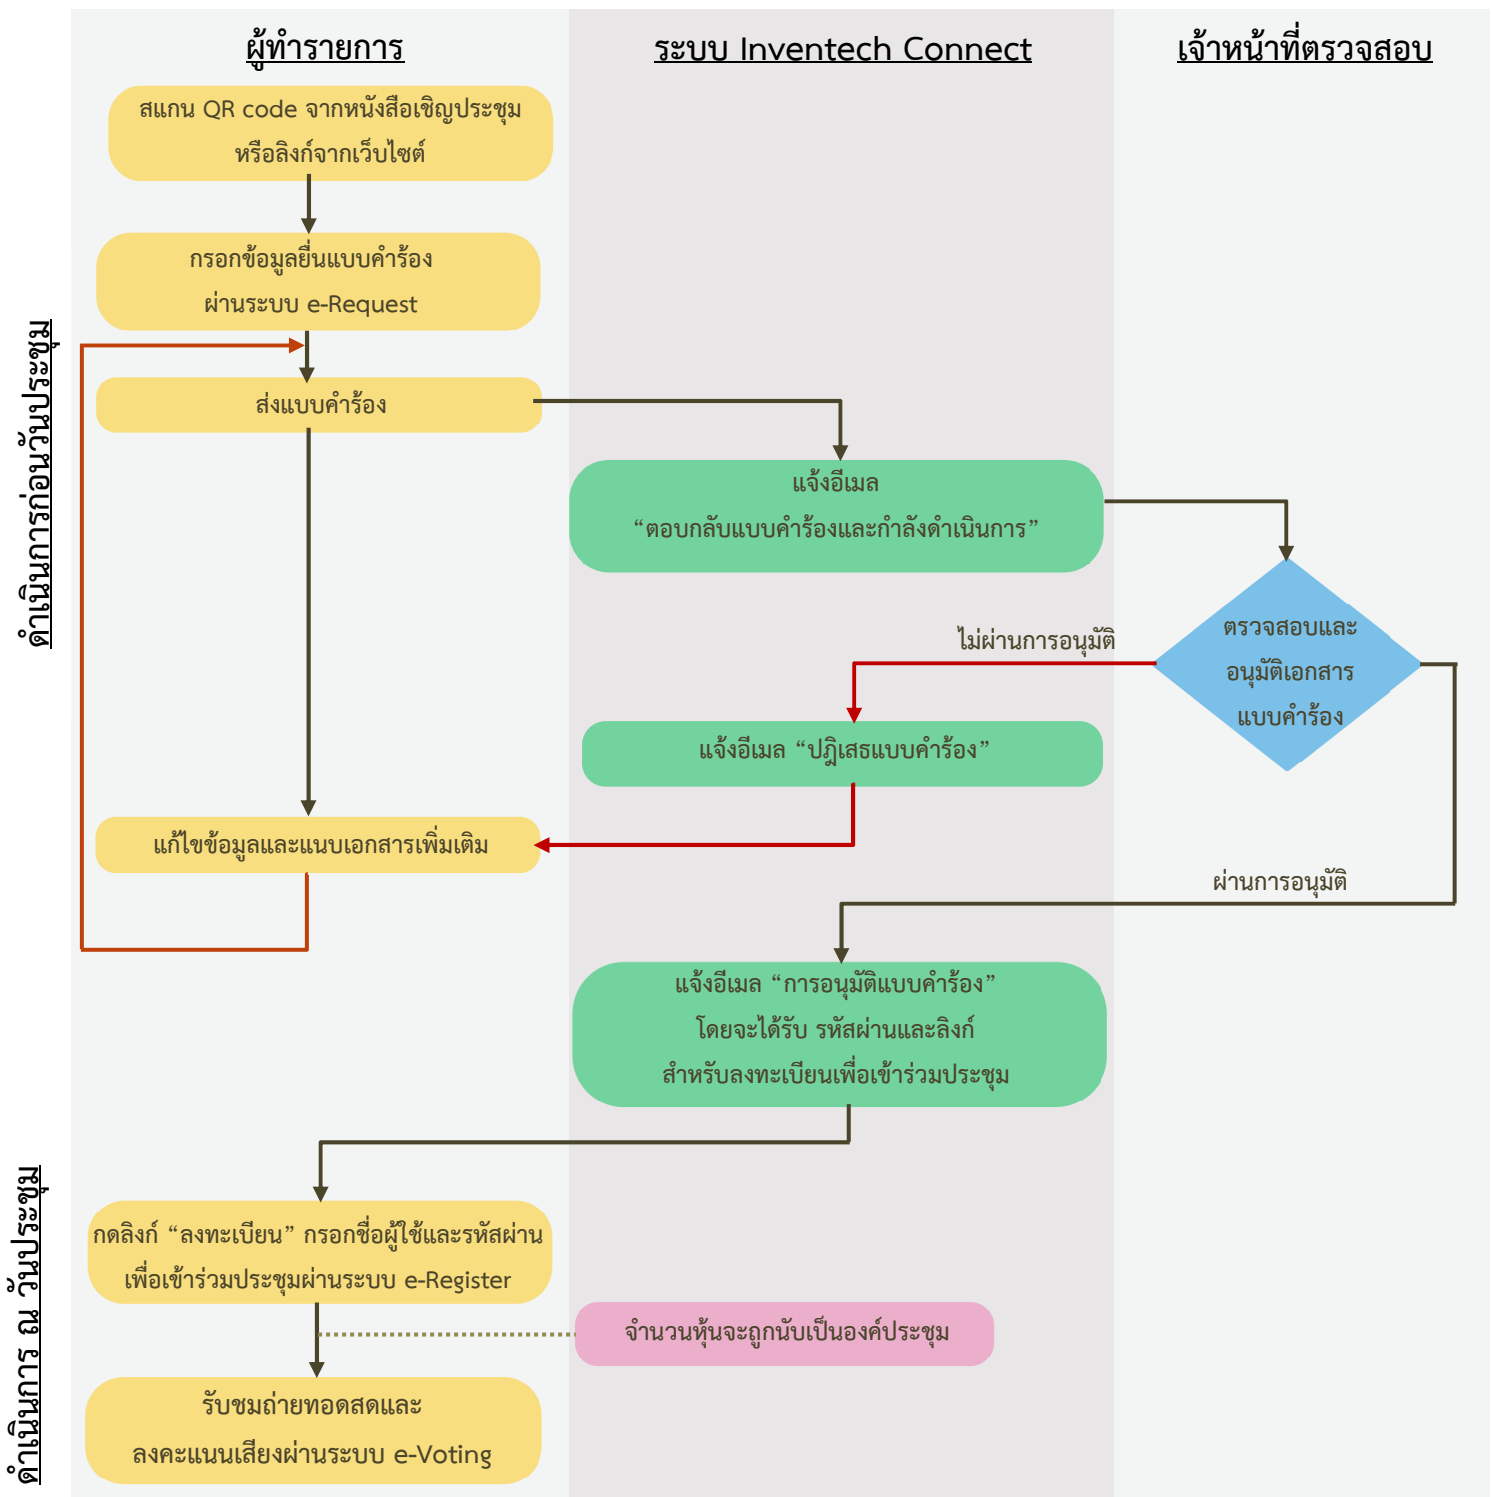 ผู้ทำรายการ
ระบบ Inventech Connect
เจ้าหน้าที่ตรวจสอบ
ดำเนินการก่อนวันประชุม
สแกน QR code จากหนังสือเชิญประชุม
หรือลิงก์จากเว็บไซต์
กรอกข้อมูลยื่นแบบคำร้อง
ผ่านระบบ e-Request
ส่งแบบคำร้อง
แจ้งอีเมล
“ตอบกลับแบบคำร้องและกำลังดำเนินการ”
ตรวจสอบและ
อนุมัติเอกสาร
แบบคำร้อง
ไม่ผ่านการอนุมัติ
แจ้งอีเมล “ปฎิเสธแบบคำร้อง”
แก้ไขข้อมูลและแนบเอกสารเพิ่มเติม
ผ่านการอนุมัติ
แจ้งอีเมล “การอนุมัติแบบคำร้อง”
โดยจะได้รับ รหัสผ่านและลิงก์
สำหรับลงทะเบียนเพื่อเข้าร่วมประชุม
ดำเนินการ ณ วันประชุม
กดลิงก์ “ลงทะเบียน” กรอกชื่อผู้ใช้และรหัสผ่าน
เพื่อเข้าร่วมประชุมผ่านระบบ e-Register
จำนวนหุ้นจะถูกนับเป็นองค์ประชุม
รับชมถ่ายทอดสดและ
ลงคะแนนเสียงผ่านระบบ e-Voting